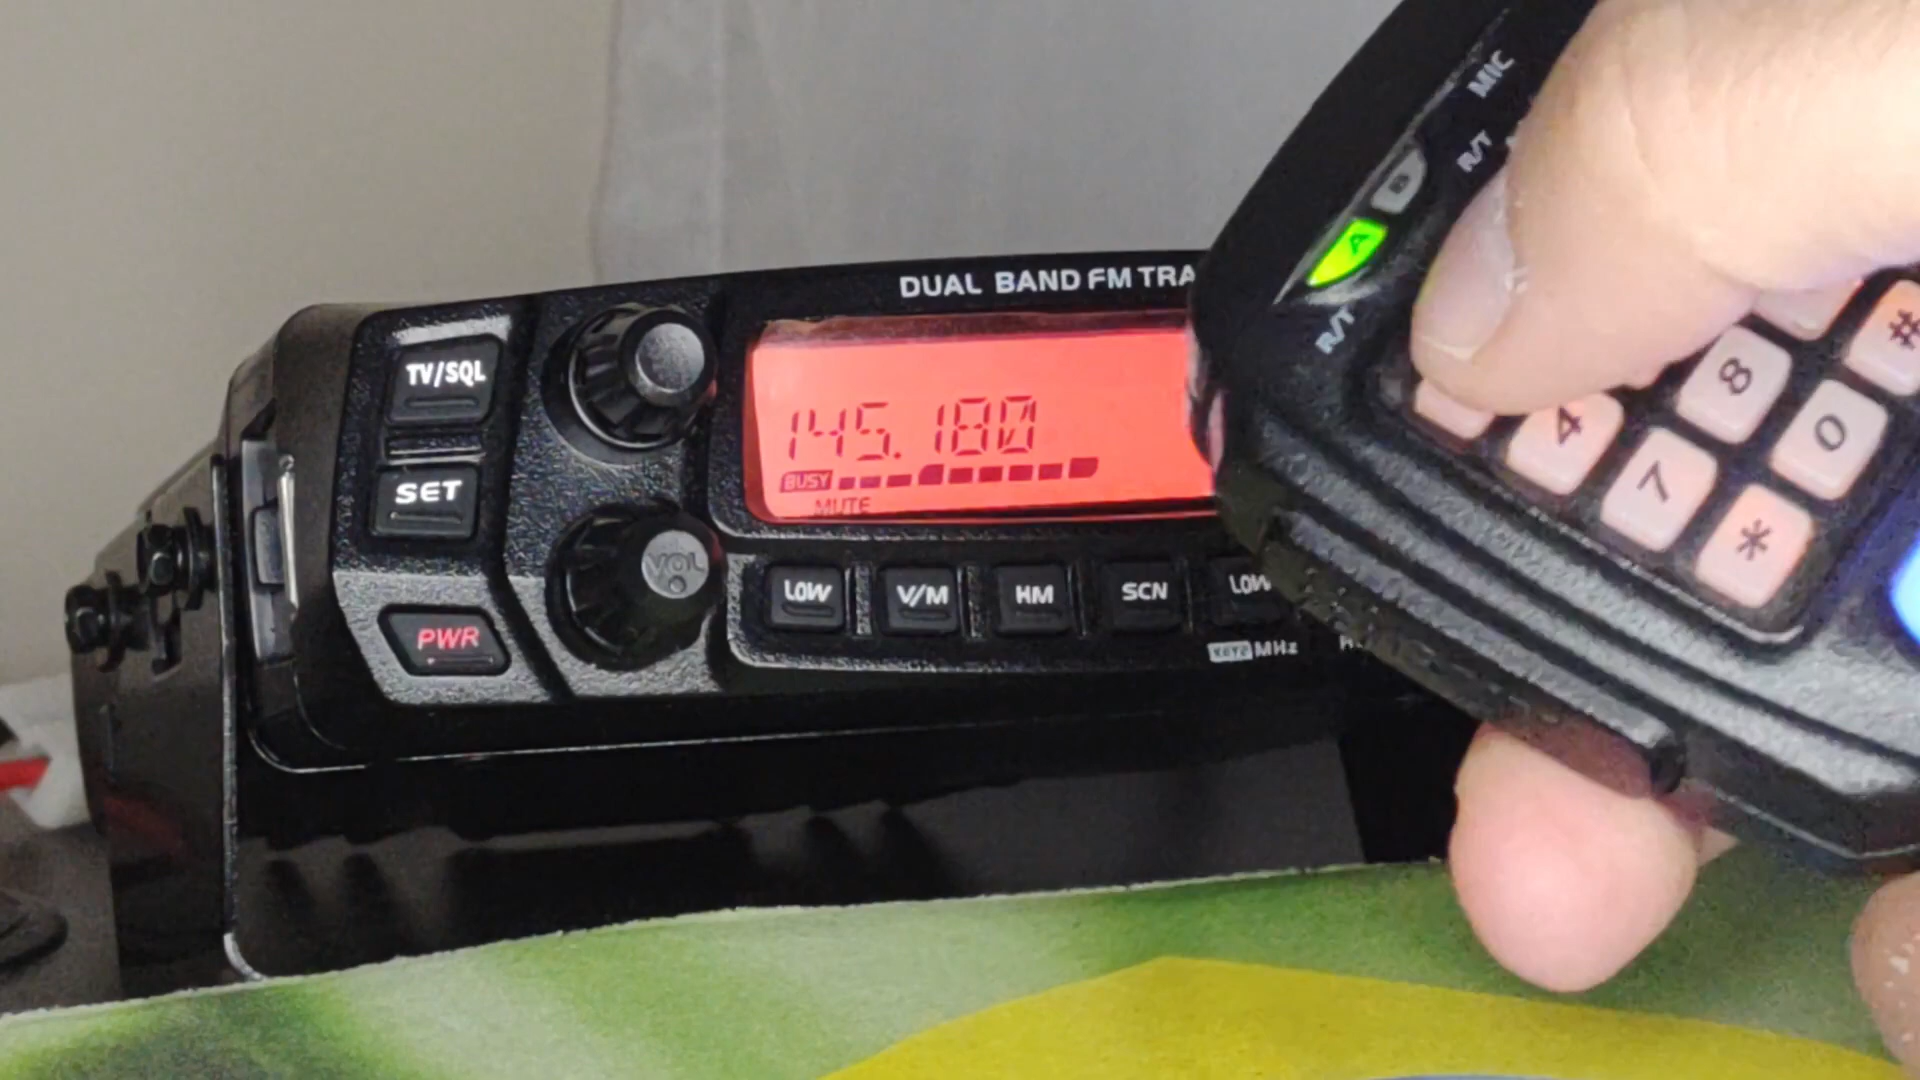 DUAL BAND FM TRA
TV/SQL
SET
PWR
VOL
145.180
BUSY
MUTE
LOW
V/M
HM
SCN
LOW
KEY2 MHz
MIC
R/T
B
A
R/T
#
8
0
4
7
*